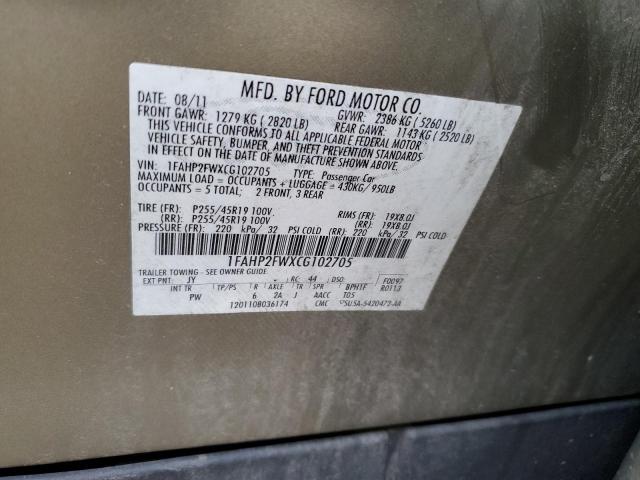 MFD. BY FORD MOTOR CO.
DATE: 08/11 GVWR: 2386 KG ( 5260 LB)
FRONT GAWR: 1279 KG ( 2820 LB) REAR GAWR: 1143 KG ( 2520 LB)
THIS VEHICLE CONFORMS TO ALL APPLICABLE FEDERAL MOTOR
VEHICLE SAFETY, BUMPER, AND THEFT PREVENTION STANDARDS
IN EFFECT ON THE DATE OF MANUFACTURE SHOWN ABOVE.
VIN: 1FAHP2FWXCG102705 TYPE: Passenger Car
MAXIMUM LOAD = OCCUPANTS + LUGGAGE = 430KG/ 950LB
OCCUPANTS = 5 TOTAL; 2 FRONT, 3 REAR
TIRE (FR): P255/45R19 100V. RIMS (FR): 19X8.0J
(RR): P255/45R19 100V. (RR): 19X8.0J
PRESSURE (FR): 220 kPa/ 32 PSI COLD (RR): 220 kPa/ 32 PSI COLD
1FAHP2FWXCG102705
TRAILER TOWING - SEE OWNER GUIDE.
EXT PNT: JY RC: 44 DSO: F0097
INT TR TP/PS R AXLE TR SPR BPH1F R0113
PW 6 2A J AACC T05
1201108036174 CMC 5U5A-5420472-AA